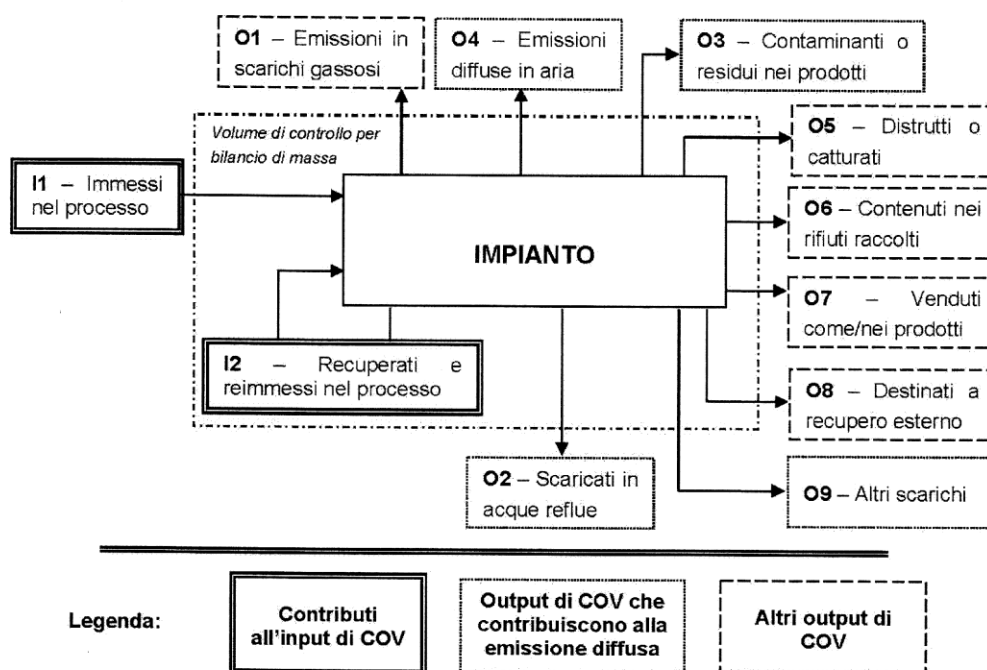 O1 – Emissioni in
scarichi gassosi
O4 – Emissioni
diffuse in aria
O3 – Contaminanti o
residui nei prodotti
Volume di controllo per
bilancio di massa
O5 – Distrutti o
catturati
I1 – Immessi
nel processo
O6 – Contenuti nei
rifiuti raccolti
IMPIANTO
O7 – Venduti
come/nei prodotti
I2 – Recuperati e
reimmessi nel processo
O8 – Destinati a
recupero esterno
O2 – Scaricati in
acque reflue
O9 – Altri scarichi
Legenda:
Contributi
all'input di COV
Output di COV che
contribuiscono alla
emissione diffusa
Altri output di
COV